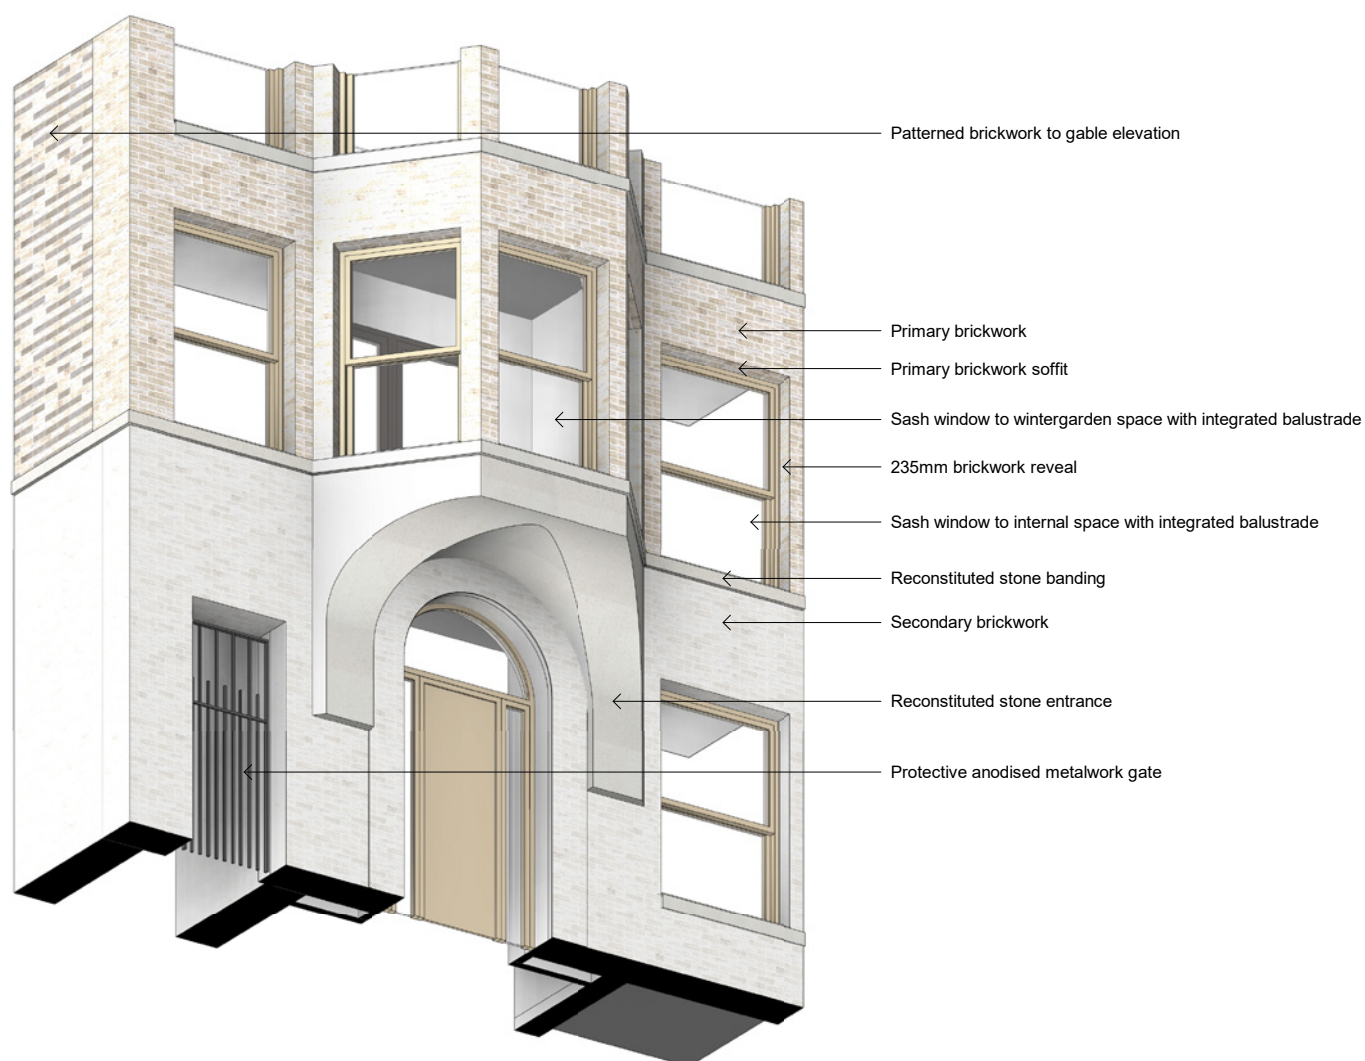 Patterned brickwork to gable elevation
Primary brickwork
Primary brickwork soffit
Sash window to wintergarden space with integrated balustrade
235mm brickwork reveal
Sash window to internal space with integrated balustrade
Reconstituted stone banding
Secondary brickwork
Reconstituted stone entrance
Protective anodised metalwork gate